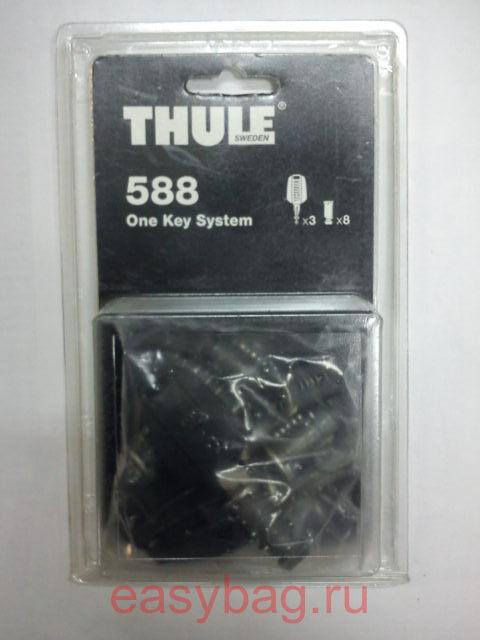 THULE®
SWEDEN
588
One Key System
x3 x8
easybag.ru